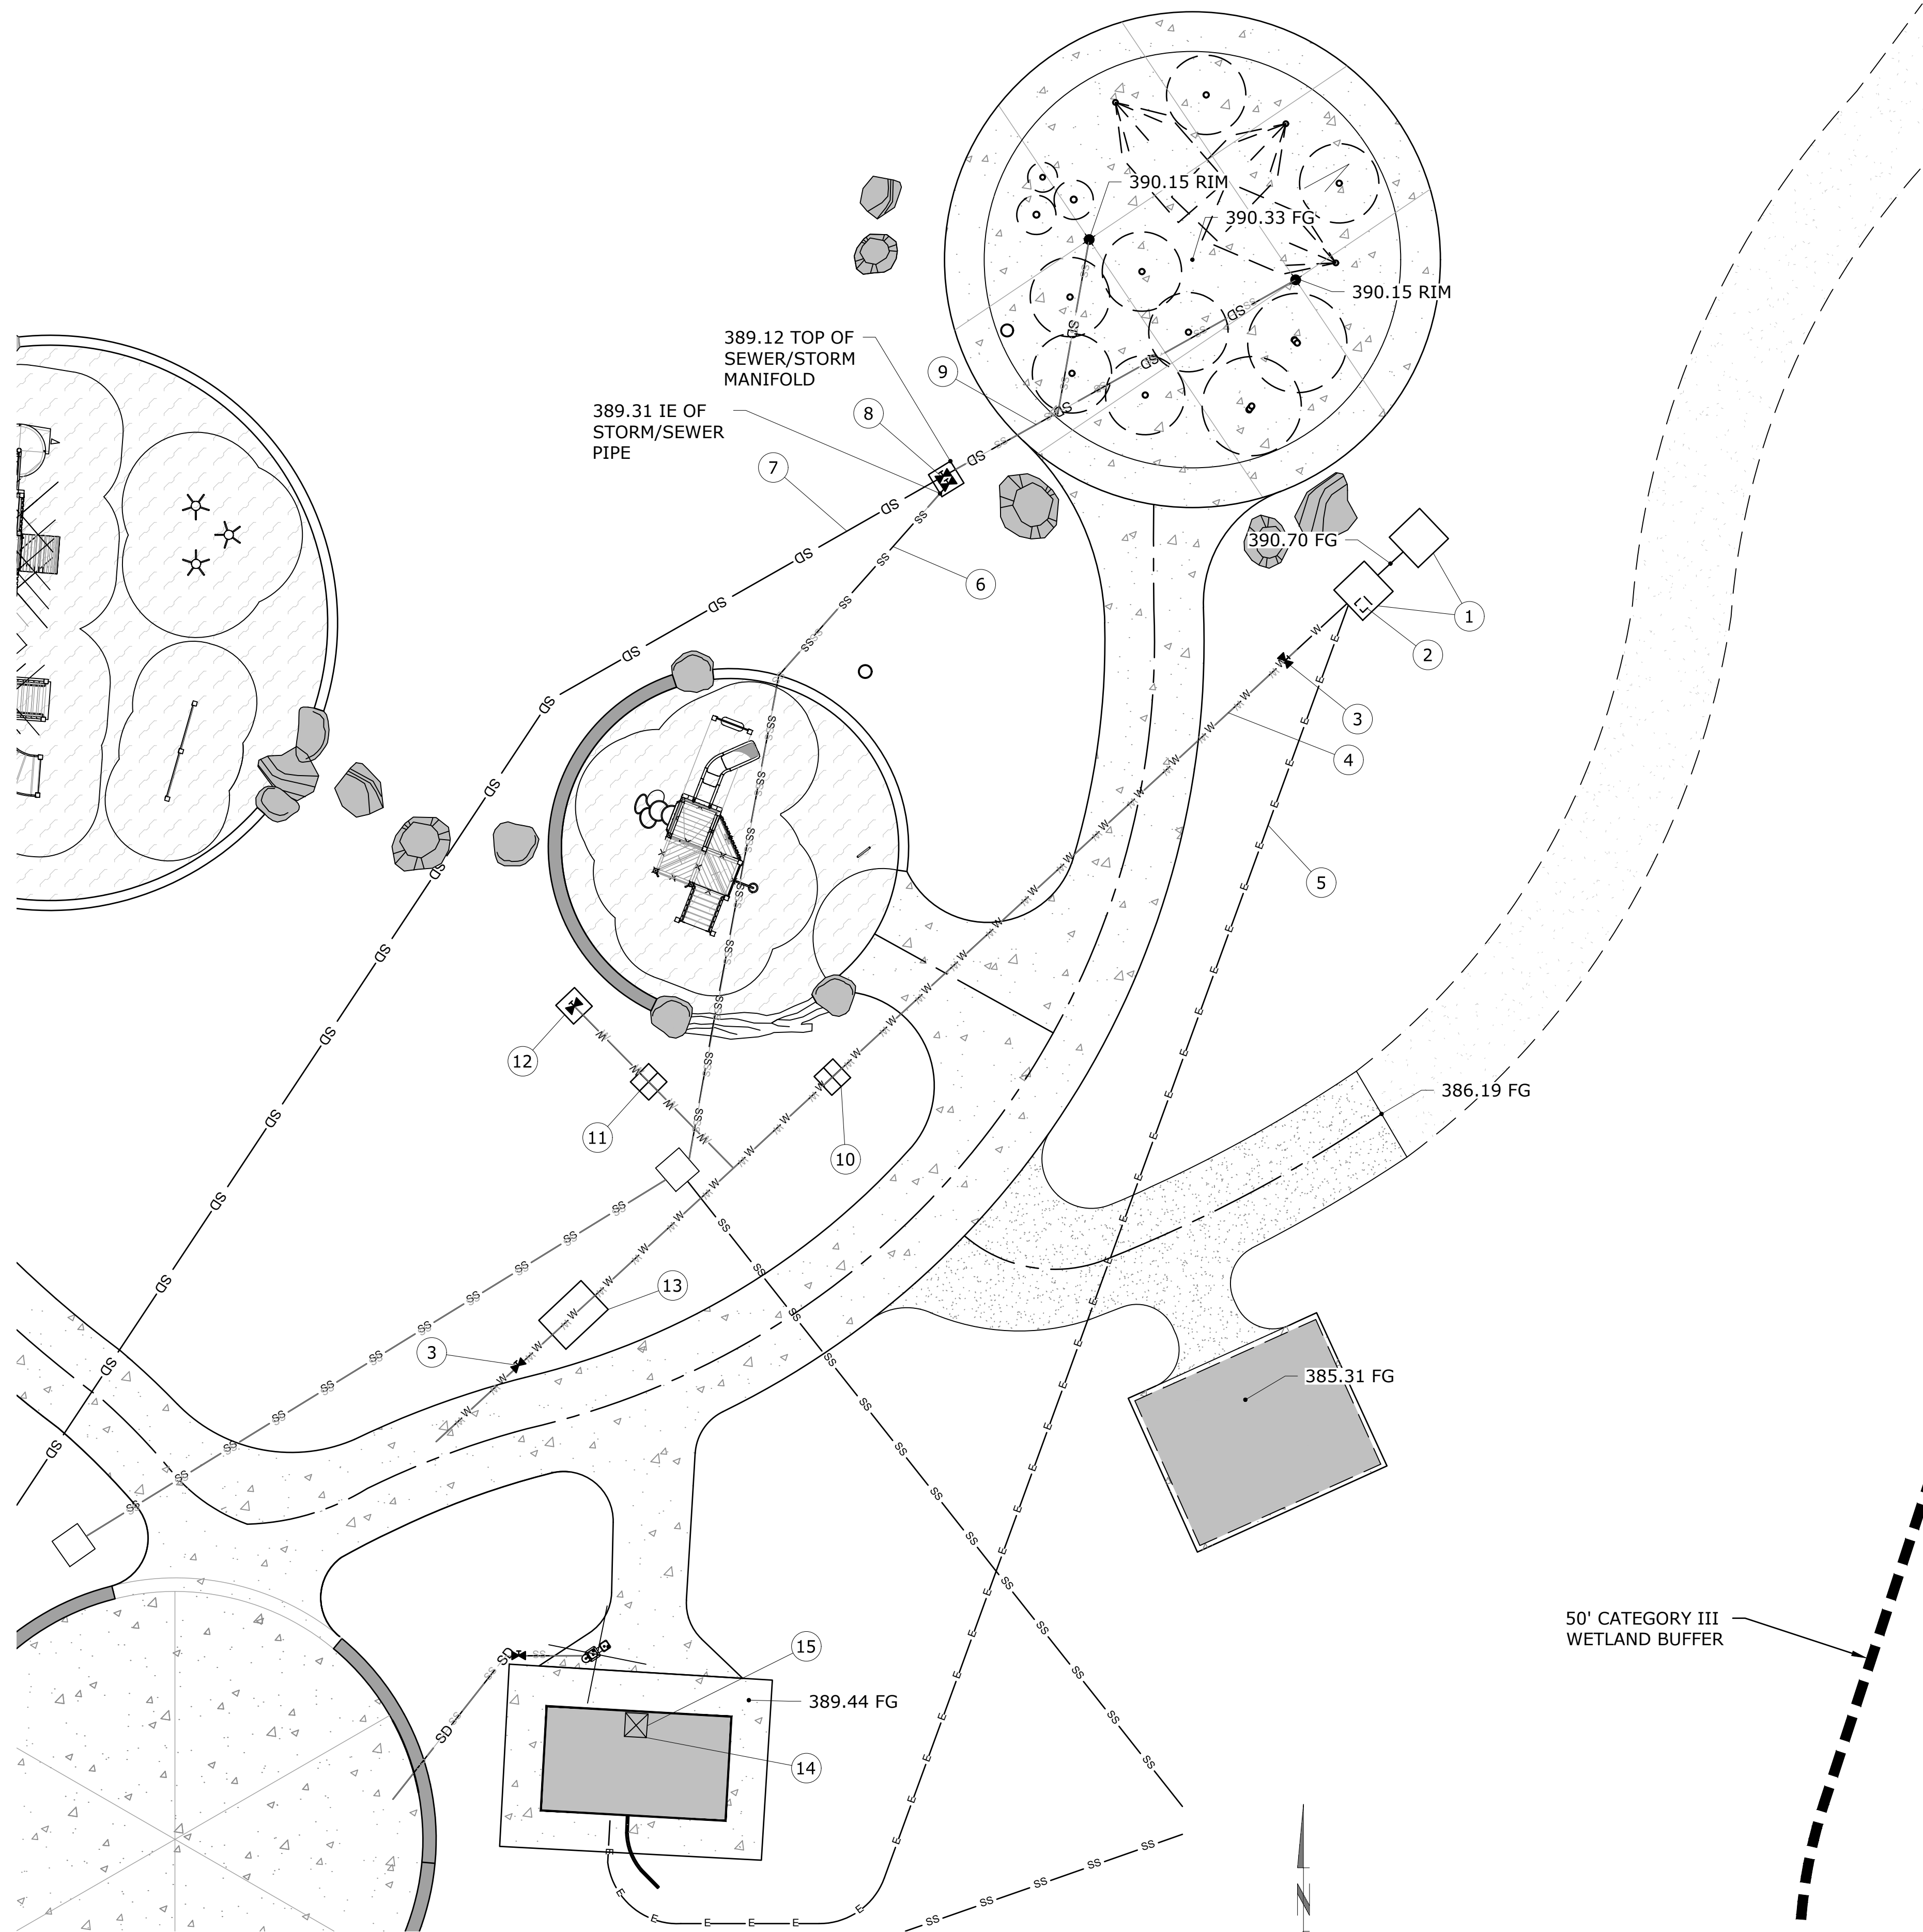 390.15 RIM
390.33 FG
390.15 RIM
389.12 TOP OF
SEWER/STORM
MANIFOLD
9
389.31 IE OF
STORM/SEWER
PIPE
8
7
390.70 FG
6
1
2
3
4
5
12
11
10
386.19 FG
13
3
385.31 FG
50' CATEGORY III
WETLAND BUFFER
15
389.44 FG
14
SD
SS
W
E
N